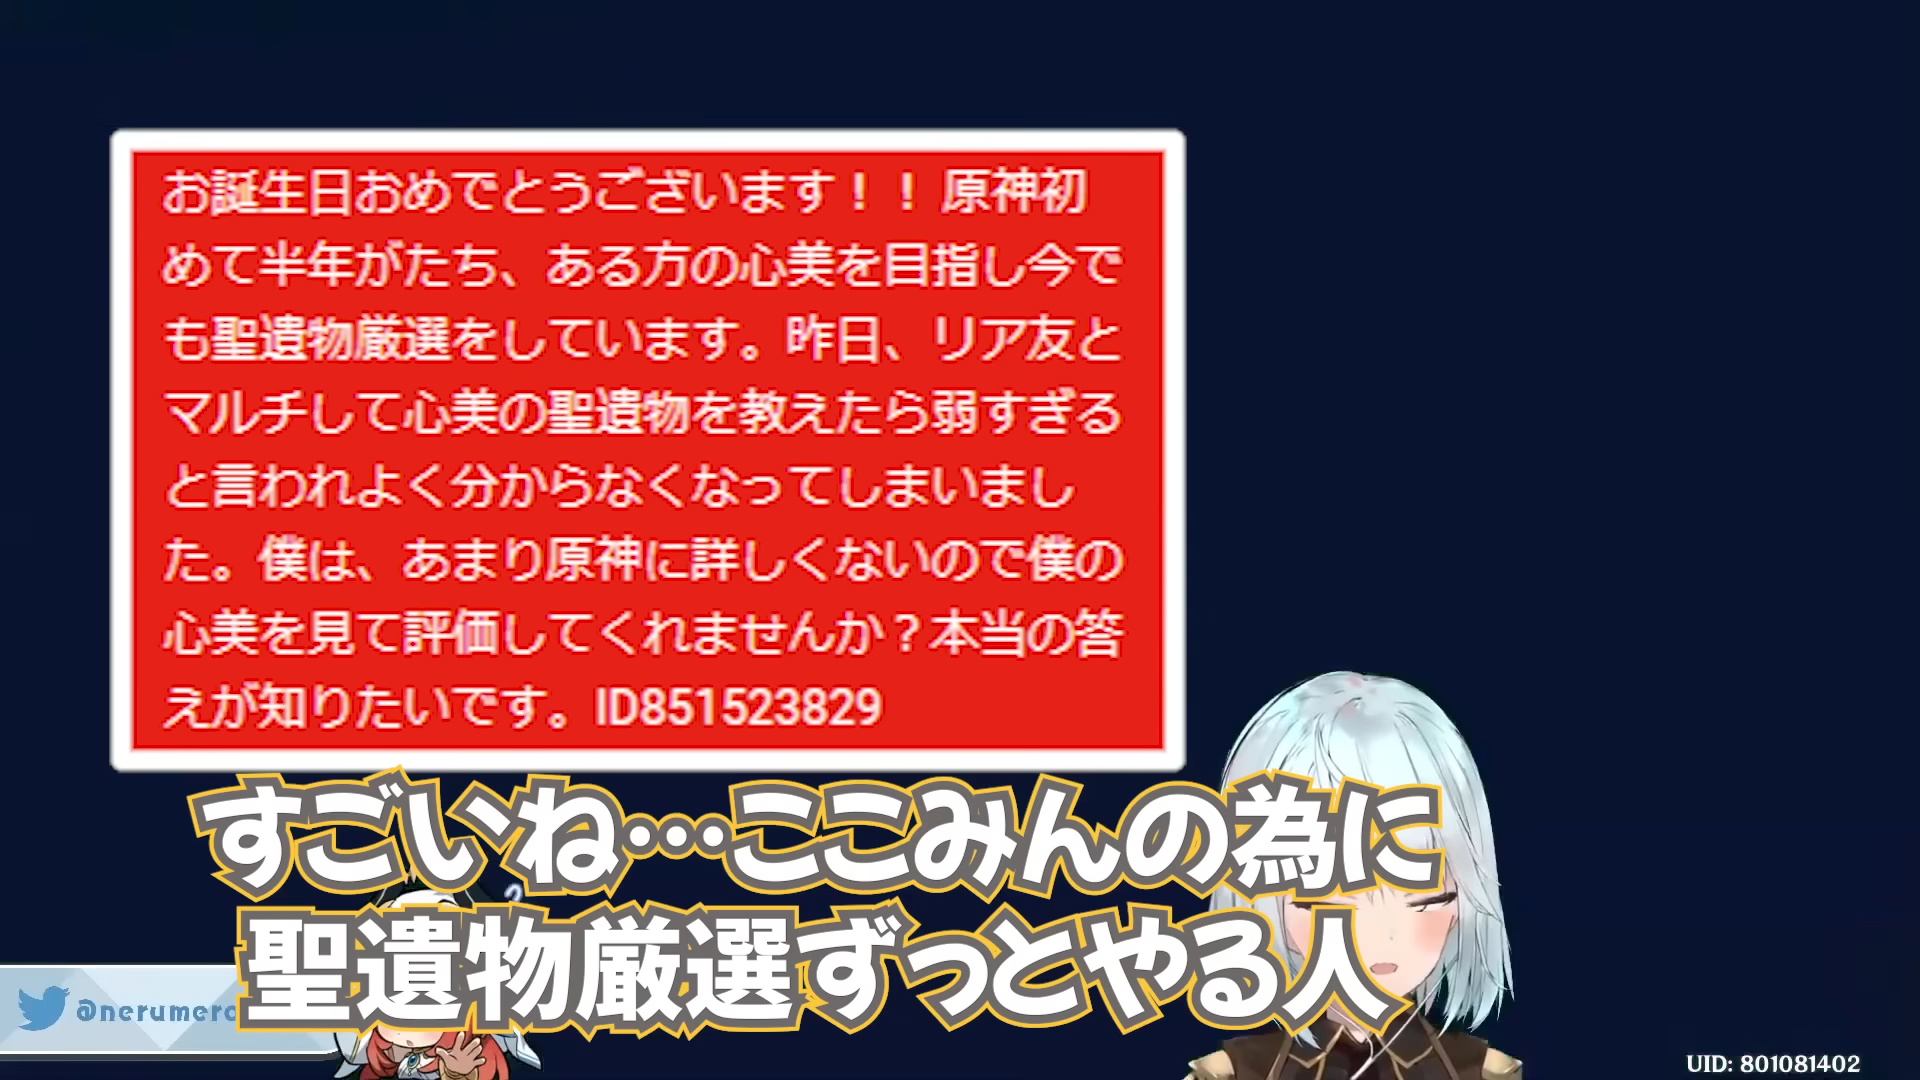 お誕生日おめでとうございます！！ 原神初
めて半年がたち、ある方の心美を目指し今で
も聖遺物厳選をしています。昨日、リア友と
マルチして心美の聖遺物を教えたら弱すぎる
と言われよく分からなくなってしまいまし
た。僕は、あまり原神に詳しくないので僕の
心美を見て評価してくれませんか？本当の答
えが知りたいです。ID851523829
すごいね…ここみんの為に
聖遺物厳選ずっとやる人
@nerumero
UID: 801081402